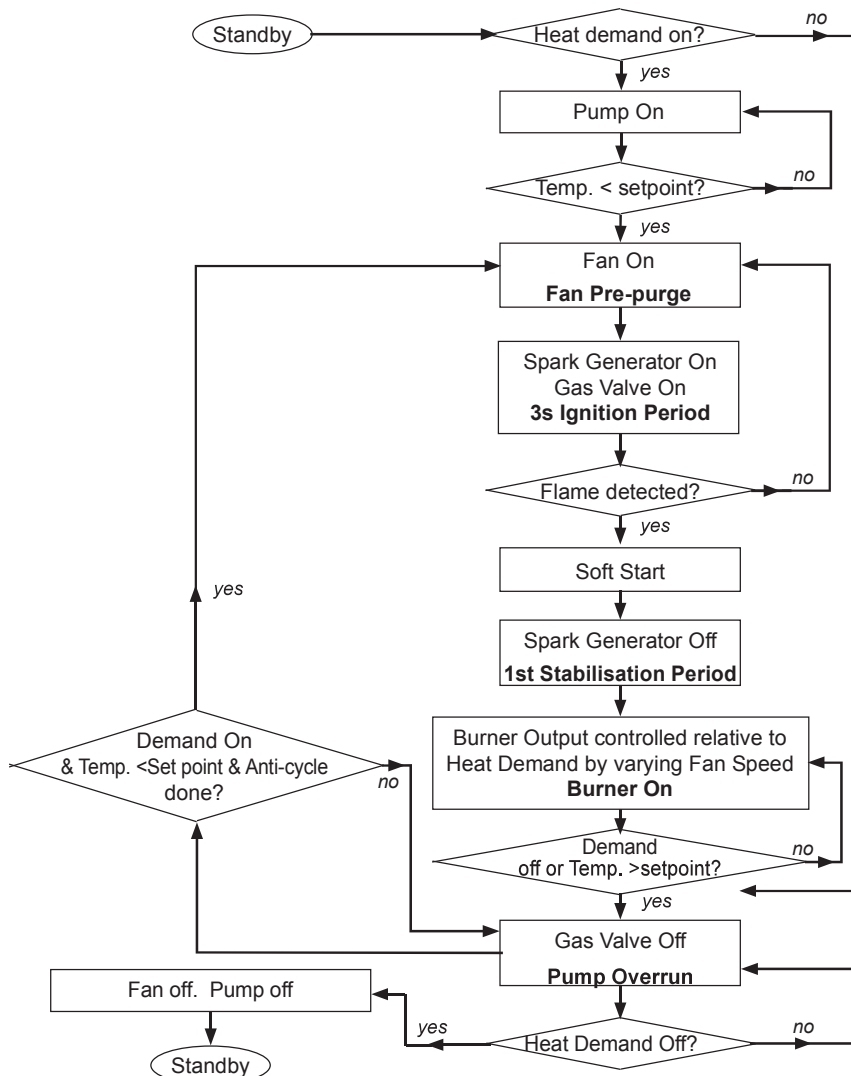 Standby
Heat demand on?
no
yes
Pump On
Temp. < setpoint?
no
yes
Fan On
Fan Pre-purge
Spark Generator On
Gas Valve On
3s Ignition Period
Flame detected?
no
yes
Soft Start
yes
Spark Generator Off
1st Stabilisation Period
Demand On
& Temp. <Set point & Anti-cycle
done?
no
Burner Output controlled relative to
Heat Demand by varying Fan Speed
Burner On
Demand
off or Temp. >setpoint?
no
yes
Gas Valve Off
Pump Overrun
Fan off. Pump off
yes
Heat Demand Off?
no
Standby